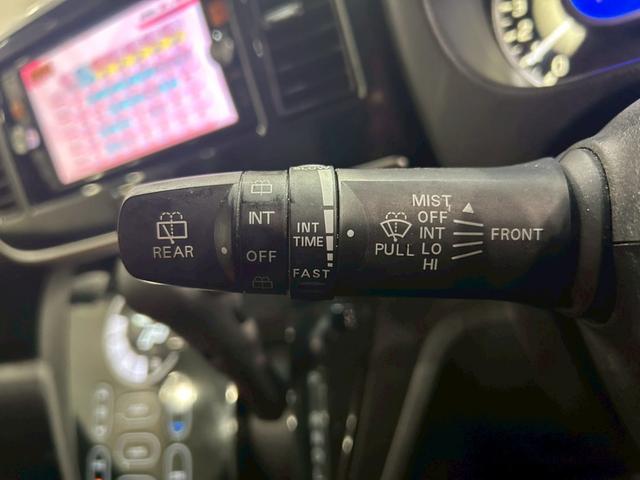 REAR
INT
OFF
INT
TIME
FAST
PULL
MIST
OFF
INT
LO
HI
FRONT